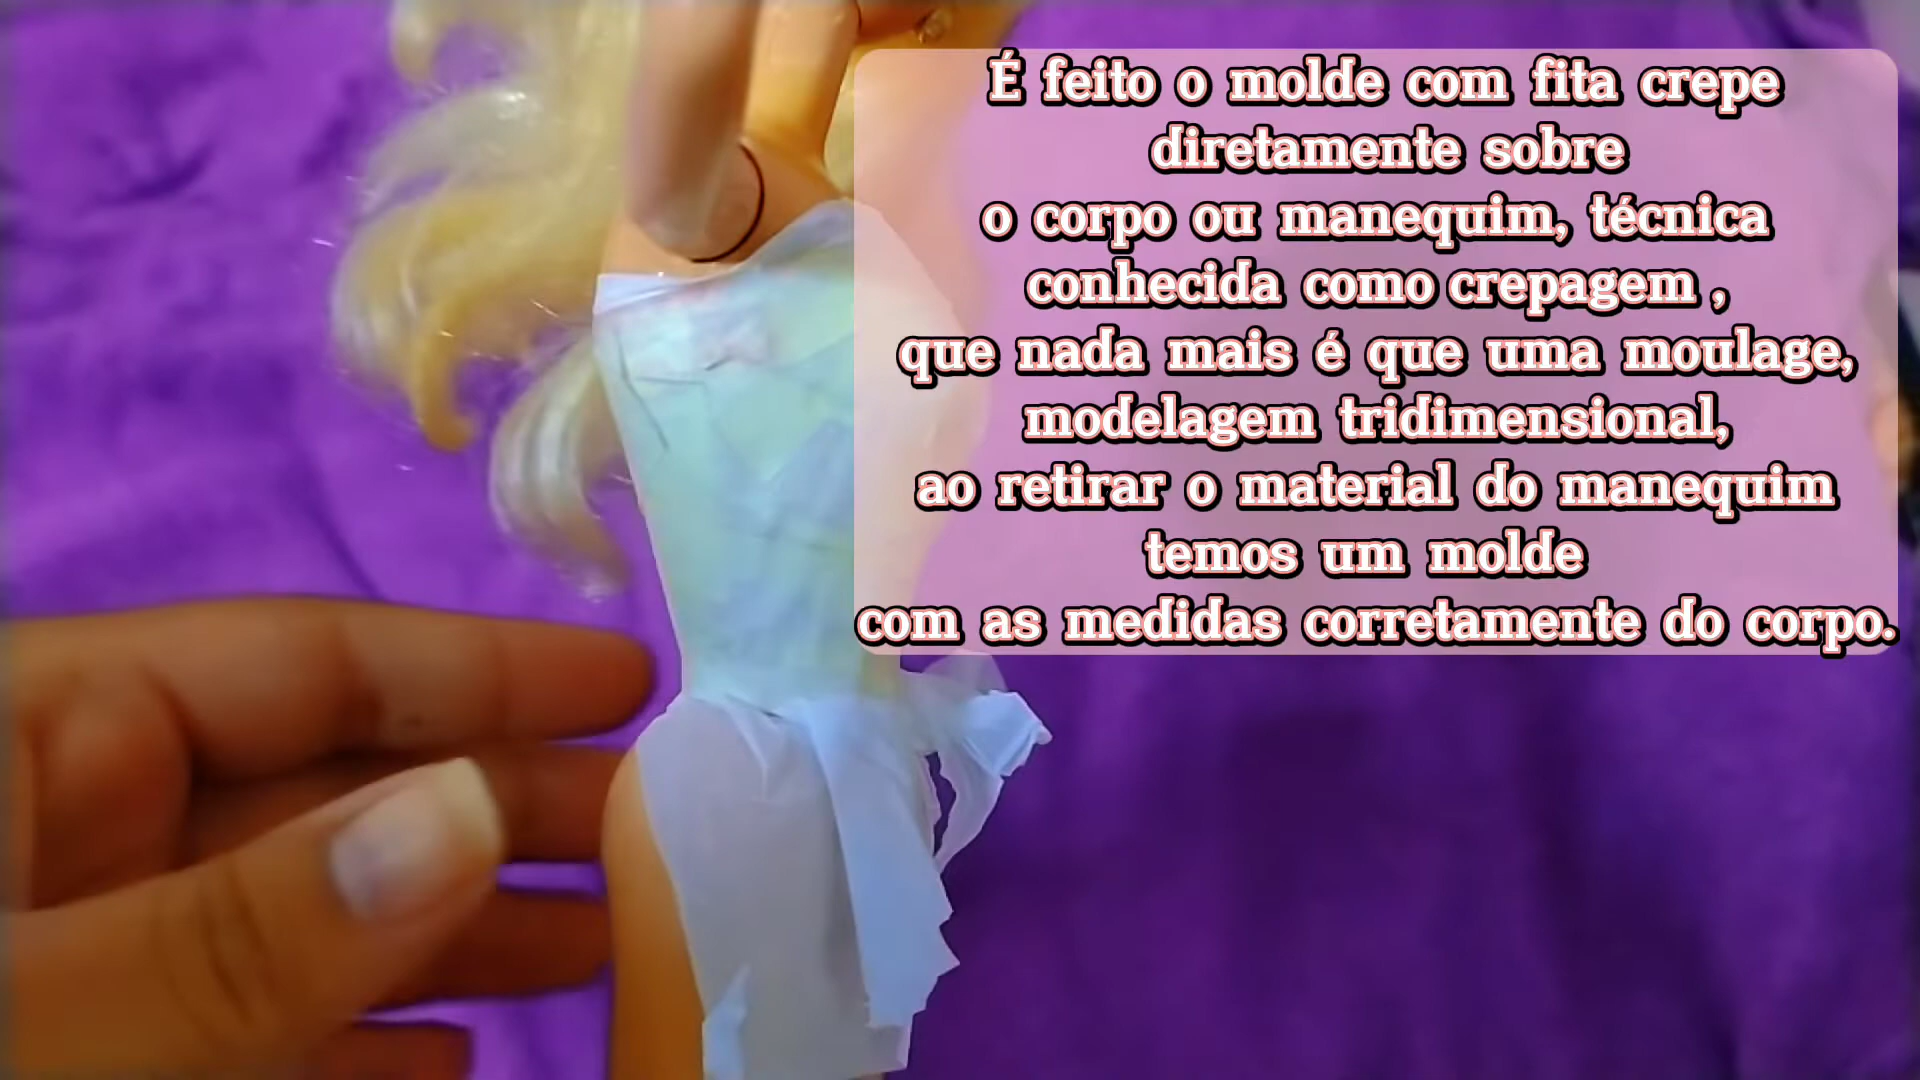 É feito o molde com fita crepe
diretamente sobre
o corpo ou manequim, técnica
conhecida como crepagem ,
que nada mais é que uma moulage,
modelagem tridimensional,
ao retirar o material do manequim
temos um molde
com as medidas corretamente do corpo.